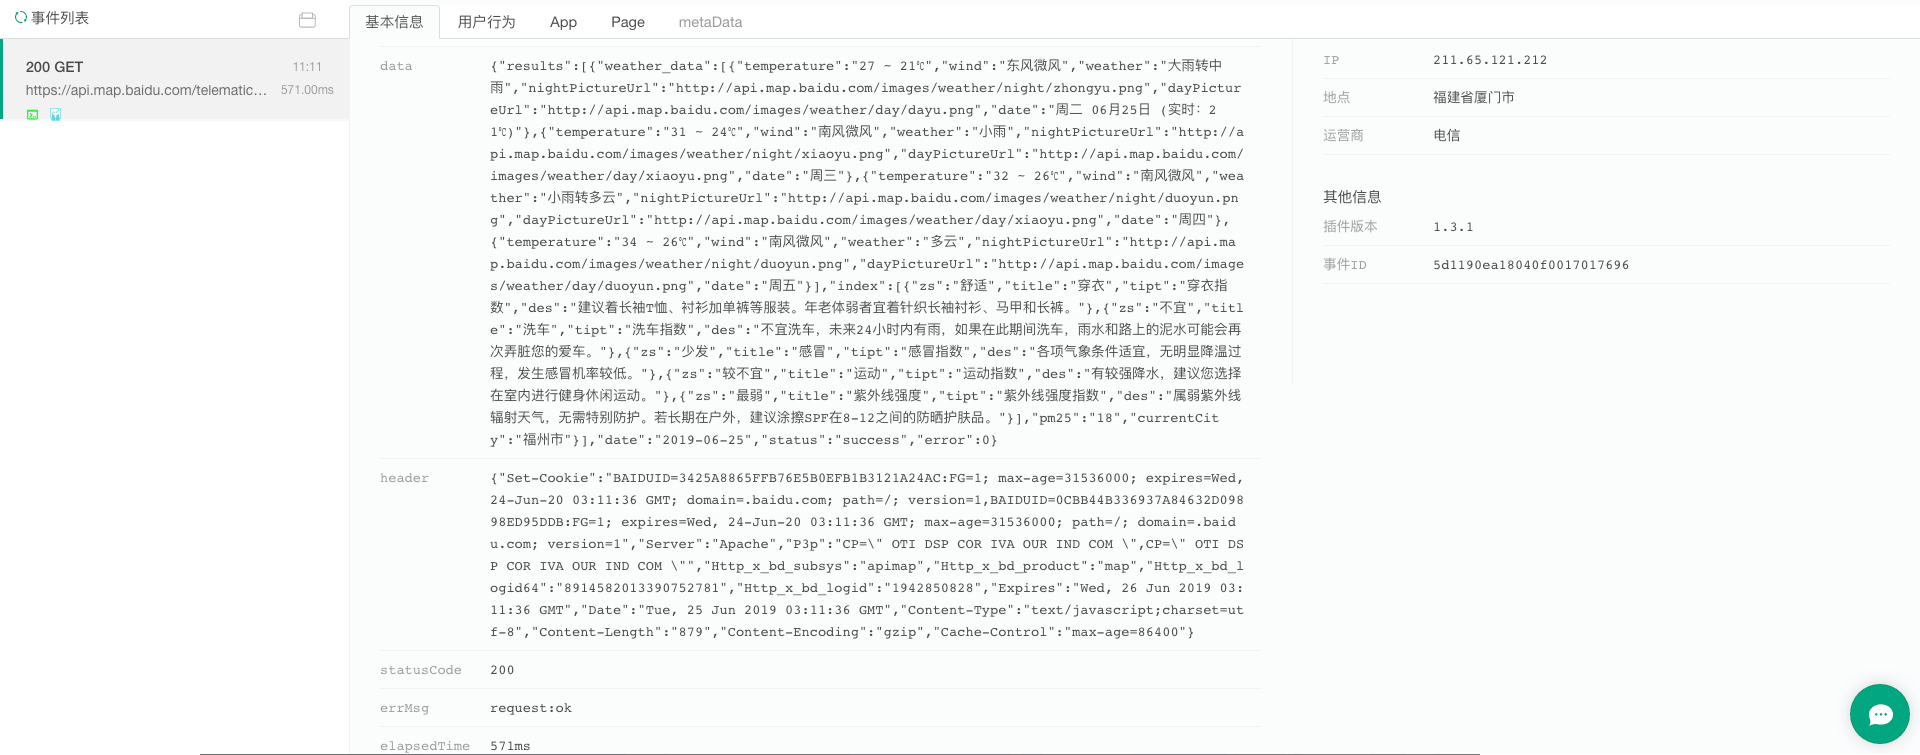 事件列表
200 GET
11:11
https://api.map.baidu.com/telematic...
571.00ms
基本信息
用户行为
App
Page
metaData
data
{"results":[{"weather_data":[{"temperature":"27 ~ 21℃","wind":"东风微风","weather":"大雨转中
雨","nightPictureUrl":"http://api.map.baidu.com/images/weather/night/zhongyu.png","dayPictur
eUrl":"http://api.map.baidu.com/images/weather/day/dayu.png","date":"周二 06月25日 (实时：2
1℃)"},{"temperature":"31 ~ 24℃","wind":"南风微风","weather":"小雨","nightPictureUrl":"http://a
pi.map.baidu.com/images/weather/night/xiaoyu.png","dayPictureUrl":"http://api.map.baidu.com/
images/weather/day/xiaoyu.png","date":"周三"},{"temperature":"32 ~ 26℃","wind":"南风微风","wea
ther":"小雨转多云","nightPictureUrl":"http://api.map.baidu.com/images/weather/night/duoyun.pn
g","dayPictureUrl":"http://api.map.baidu.com/images/weather/day/xiaoyu.png","date":"周四"},
{"temperature":"34 ~ 26℃","wind":"南风微风","weather":"多云","nightPictureUrl":"http://api.ma
p.baidu.com/images/weather/night/duoyun.png","dayPictureUrl":"http://api.map.baidu.com/image
s/weather/day/duoyun.png","date":"周五"}],"index":[{"zs":"舒适","title":"穿衣","tipt":"穿衣指
数","des":"建议着长袖T恤、衬衫加单裤等服装。年老体弱者宜着针织长袖衬衫、马甲和长裤。"},{"zs":"不宜","titl
e":"洗车","tipt":"洗车指数","des":"不宜洗车，未来24小时内有雨，如果在此期间洗车，雨水和路上的泥水可能会再
次弄脏您的爱车。"},{"zs":"少发","title":"感冒","tipt":"感冒指数","des":"各项气象条件适宜，无明显降温过
程，发生感冒机率较低。"},{"zs":"较不宜","title":"运动","tipt":"运动指数","des":"有较强降水，建议您选择
在室内进行健身休闲运动。"},{"zs":"最弱","title":"紫外线强度","tipt":"紫外线强度指数","des":"属弱紫外线
辐射天气，无需特别防护。若长期在户外，建议涂擦SPF在8-12之间的防晒护肤品。"}],"pm25":"18","currentCit
y":"福州市"}],"date":"2019-06-25","status":"success","error":0}
header
{"Set-Cookie":"BAIDUID=3425A8865FFB76E5B0EFB1B3121A24AC:FG=1; max-age=31536000; expires=Wed,
24-Jun-20 03:11:36 GMT; domain=.baidu.com; path=/; version=1,BAIDUID=0CBB44B336937A84632D098
98ED95DDB:FG=1; expires=Wed, 24-Jun-20 03:11:36 GMT; max-age=31536000; path=/; domain=.baid
u.com; version=1","Server":"Apache","P3p":"CP=\" OTI DSP COR IVA OUR IND COM \",CP=\" OTI DS
P COR IVA OUR IND COM \"","Http_x_bd_subsys":"apimap","Http_x_bd_product":"map","Http_x_bd_l
ogid64":"8914582013390752781","Http_x_bd_logid":"1942850828","Expires":"Wed, 26 Jun 2019 03:
11:36 GMT","Date":"Tue, 25 Jun 2019 03:11:36 GMT","Content-Type":"text/javascript;charset=ut
f-8","Content-Length":"879","Content-Encoding":"gzip","Cache-Control":"max-age=86400"}
statusCode
200
errMsg
request:ok
elapsedTime
571ms
IP
211.65.121.212
地点
福建省厦门市
运营商
电信
其他信息
插件版本
1.3.1
事件ID
5d1190ea18040f0017017696